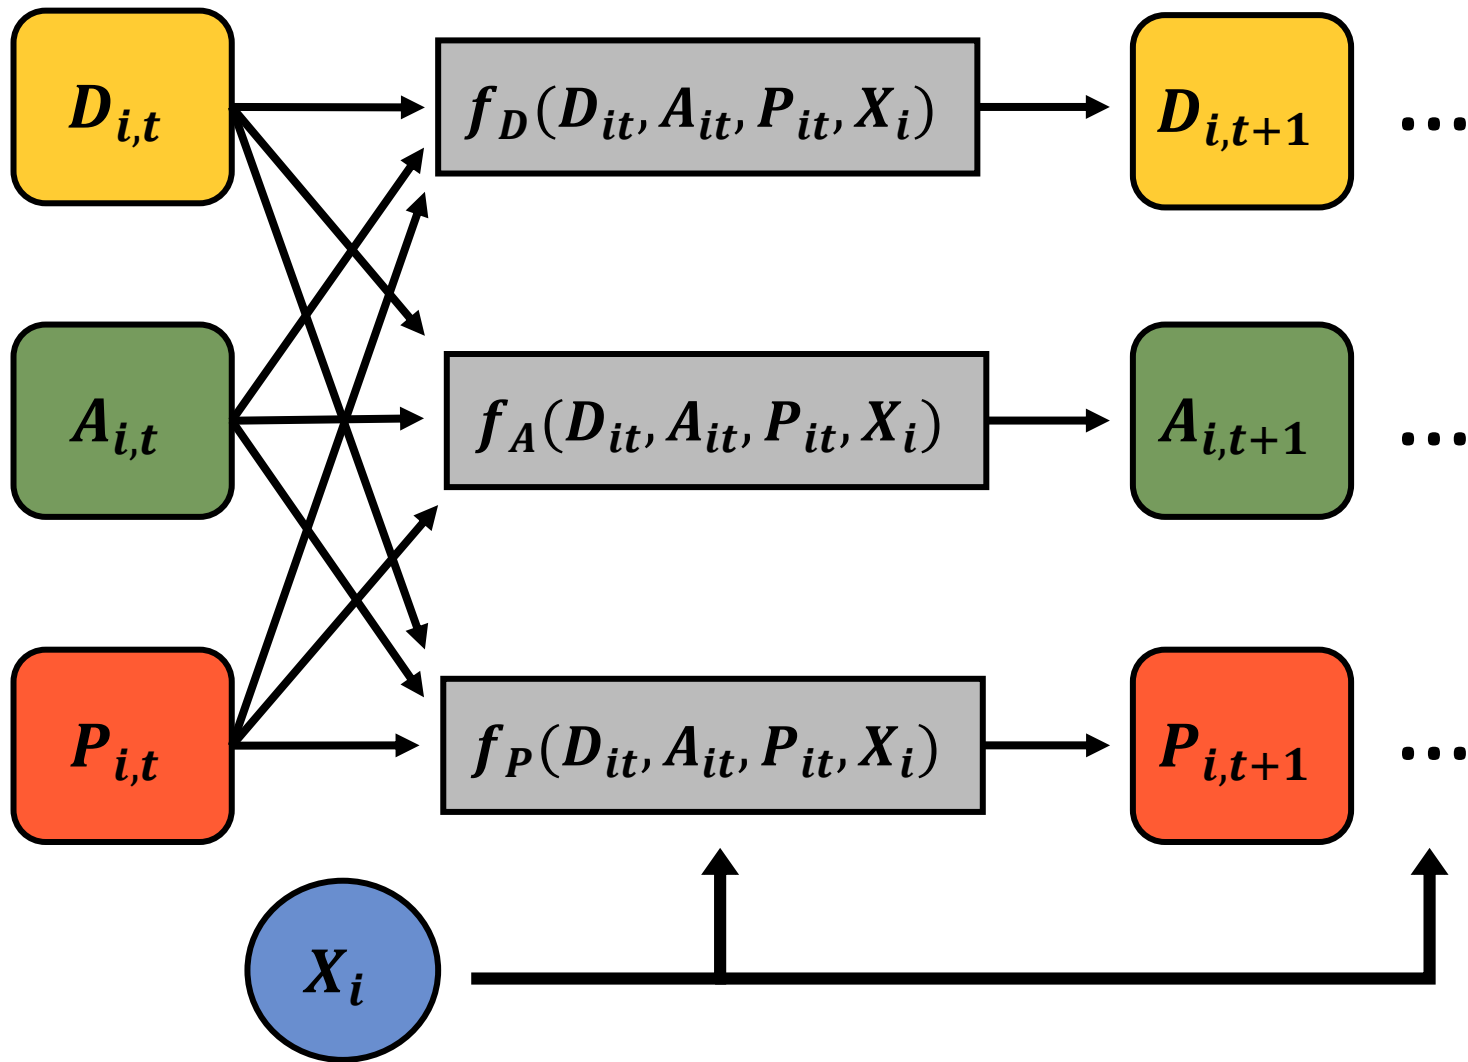 D_{i,t} f_D(D_{it}, A_{it}, P_{it}, X_i) D_{i,t+1} ...
A_{i,t} f_A(D_{it}, A_{it}, P_{it}, X_i) A_{i,t+1} ...
P_{i,t} f_P(D_{it}, A_{it}, P_{it}, X_i) P_{i,t+1} ...
X_i